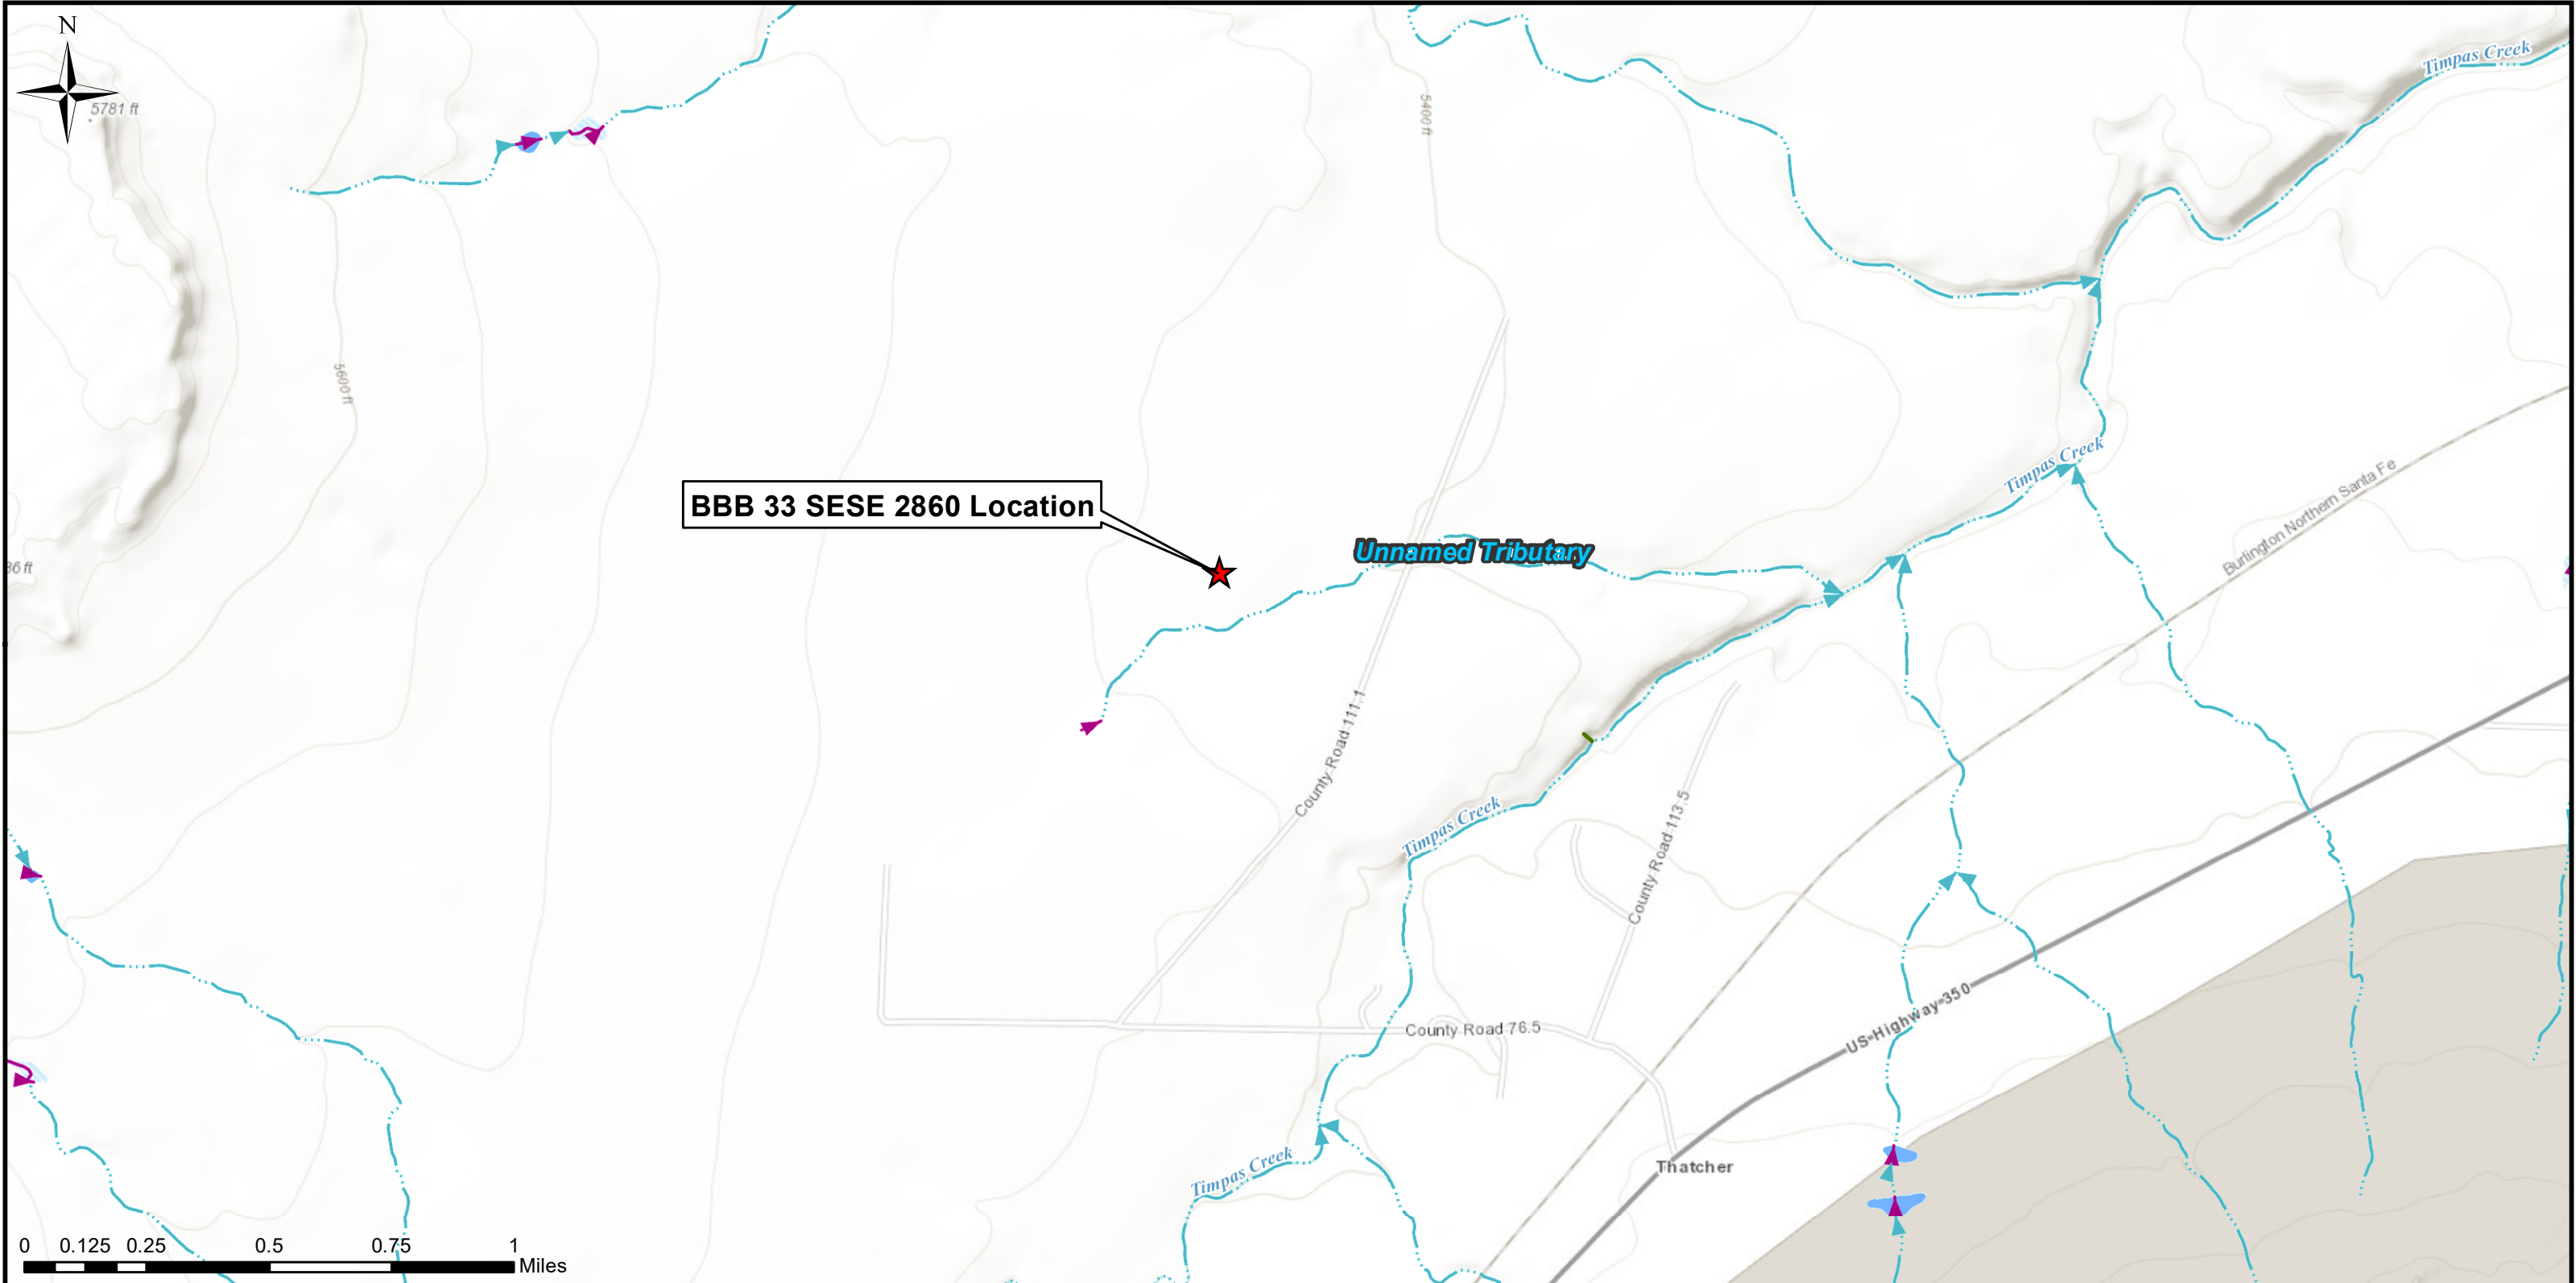 N
5781 ft
Timpas Creek
5400 ft
5600 ft
Timpas Creek
Burlington Northern Santa Fe
BBB 33 SESE 2860 Location
Unnamed Tributary
36 ft
County Road 111.1
Timpas Creek
County Road 113.5
US-Highway-350
County Road 76.5
Timpas Creek
Thatcher
0 0.125 0.25 0.5 0.75 1
Miles